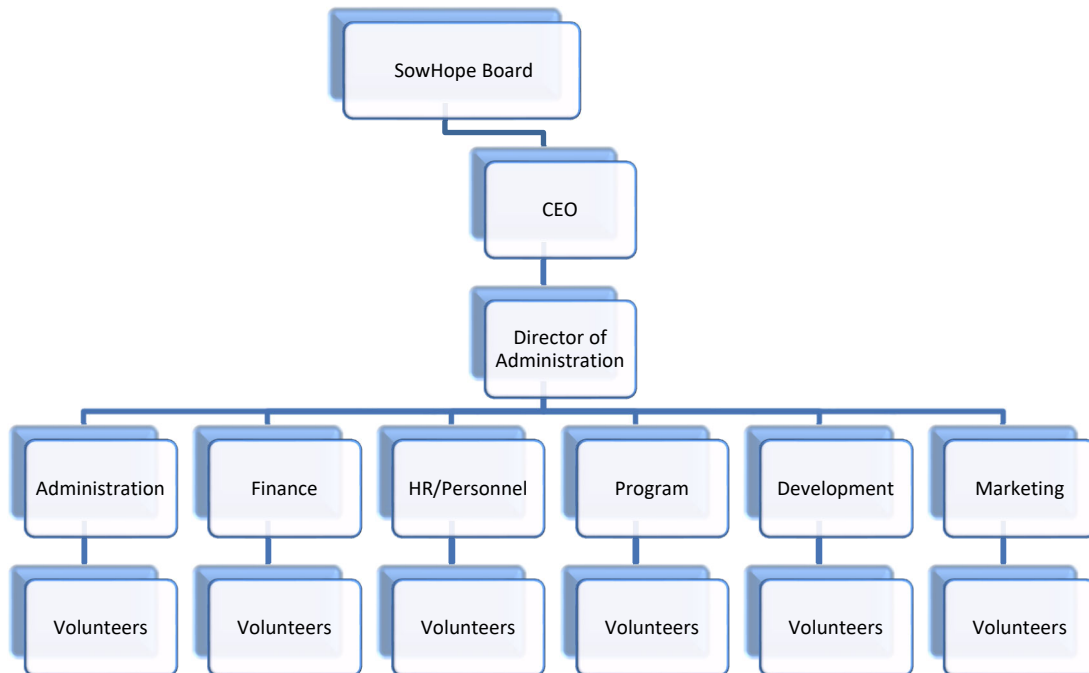 SowHope Board
CEO
Director of
Administration
Administration
Finance
HR/Personnel
Program
Development
Marketing
Volunteers
Volunteers
Volunteers
Volunteers
Volunteers
Volunteers